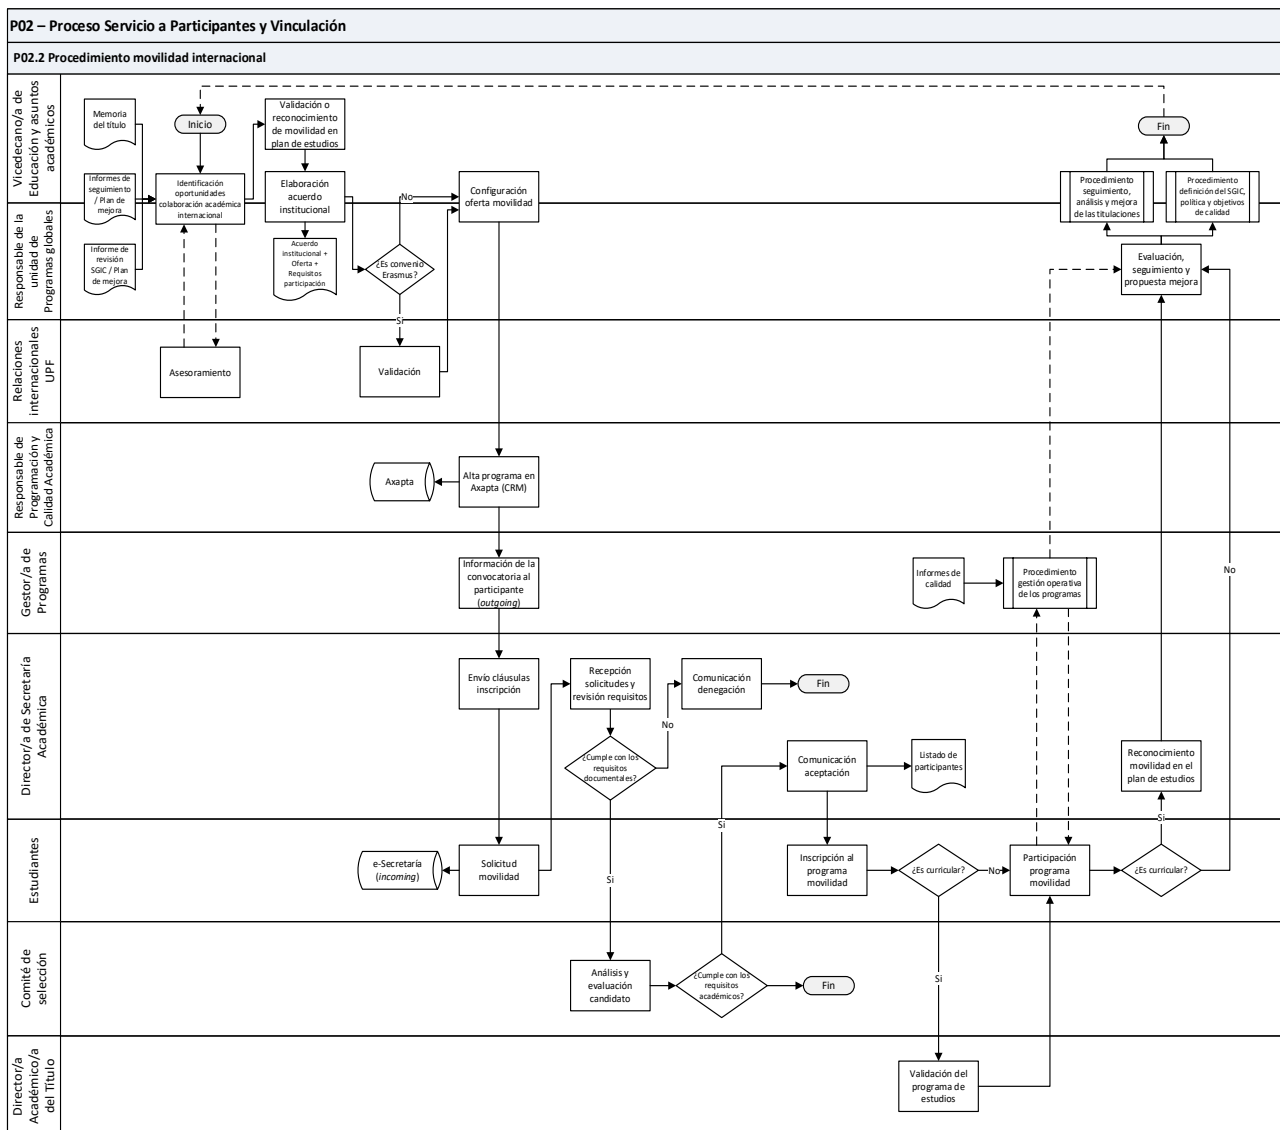 P02 – Proceso Servicio a Participantes y Vinculación
P02.2 Procedimiento movilidad internacional
Vicedecano/a de
Educación y asuntos
académicos
Memoria
del título
Informes de
seguimiento
/ Plan de
mejora
Informe de
revisión
SGIC / Plan
de mejora
Inicio
Identificación
oportunidades
colaboración académica
internacional
Validación o
reconocimiento
de movilidad en
plan de estudios
Elaboración
acuerdo
institucional
Acuerdo
institucional +
Oferta +
Requisitos
participación
No
Configuración
oferta movilidad
Fin
Procedimiento
seguimiento,
análisis y mejora
de las titulaciones
Procedimiento
definición del SGIC,
política y objetivos
de calidad
Responsable de la
unidad de
Programas globales
¿Es convenio
Erasmus?
Si
Evaluación,
seguimiento y
propuesta mejora
Relaciones
internacionales
UPF
Asesoramiento
Validación
Responsable de
Programación y
Calidad Académica
Axapta
Alta programa en
Axapta (CRM)
Gestor/a de
Programas
Información de la
convocatoria al
participante
(outgoing)
Informes de
calidad
Procedimiento
gestión operativa
de los programas
No
Director/a de Secretaría
Académica
Envío cláusulas
inscripción
Recepción
solicitudes y
revisión requisitos
Comunicación
denegación
Fin
No
¿Cumple con los
requisitos
documentales?
Comunicación
aceptación
Listado de
participantes
Reconocimiento
movilidad en el
plan de estudios
Si
Si
Estudiantes
e-Secretaría
(incoming)
Solicitud
movilidad
Si
Inscripción al
programa
movilidad
¿Es curricular?
No
Participación
programa
movilidad
¿Es curricular?
Comité de
selección
Análisis y
evaluación
candidato
¿Cumple con los
requisitos
académicos?
Fin
Si
Director/a
Académico/a
del Título
Validación del
programa de
estudios